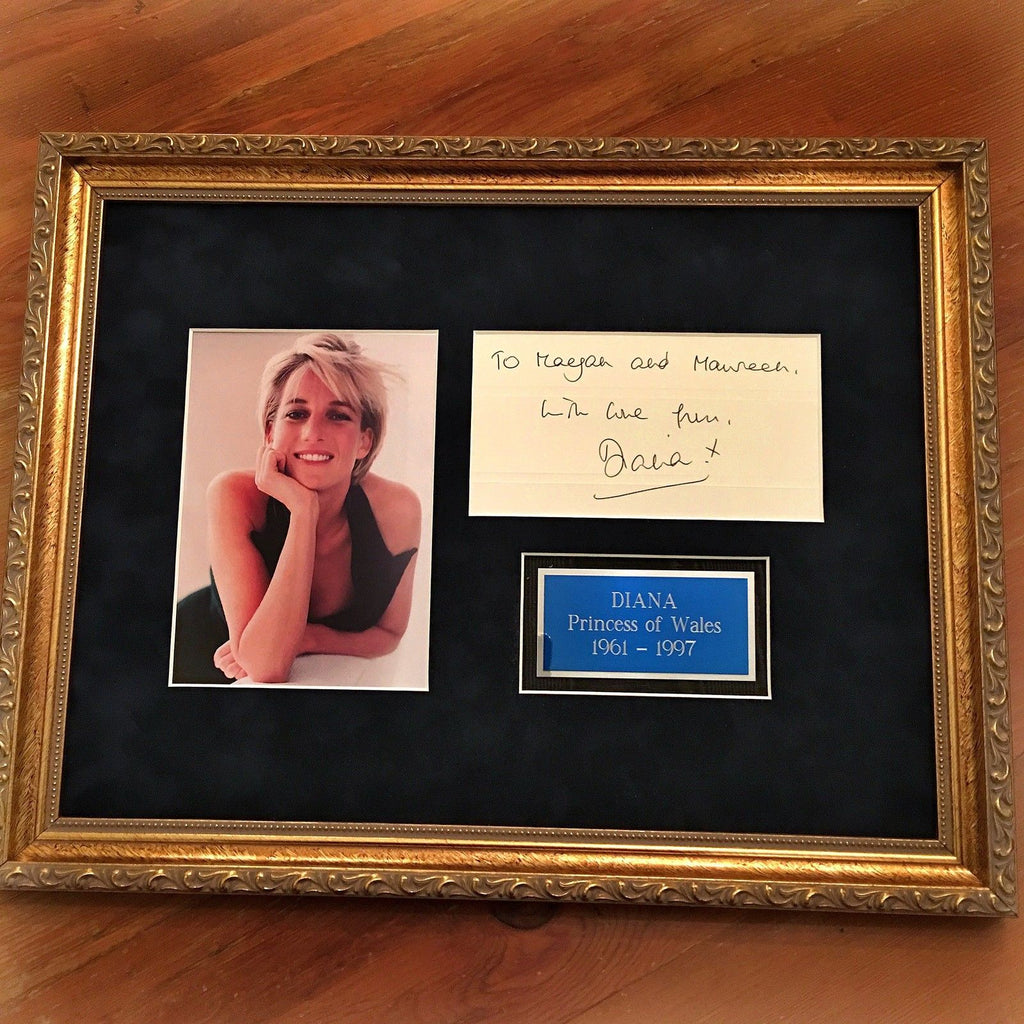 To Maegan and Maureen.
with love from.
Diana. x
DIANA
Princess of Wales
1961 – 1997